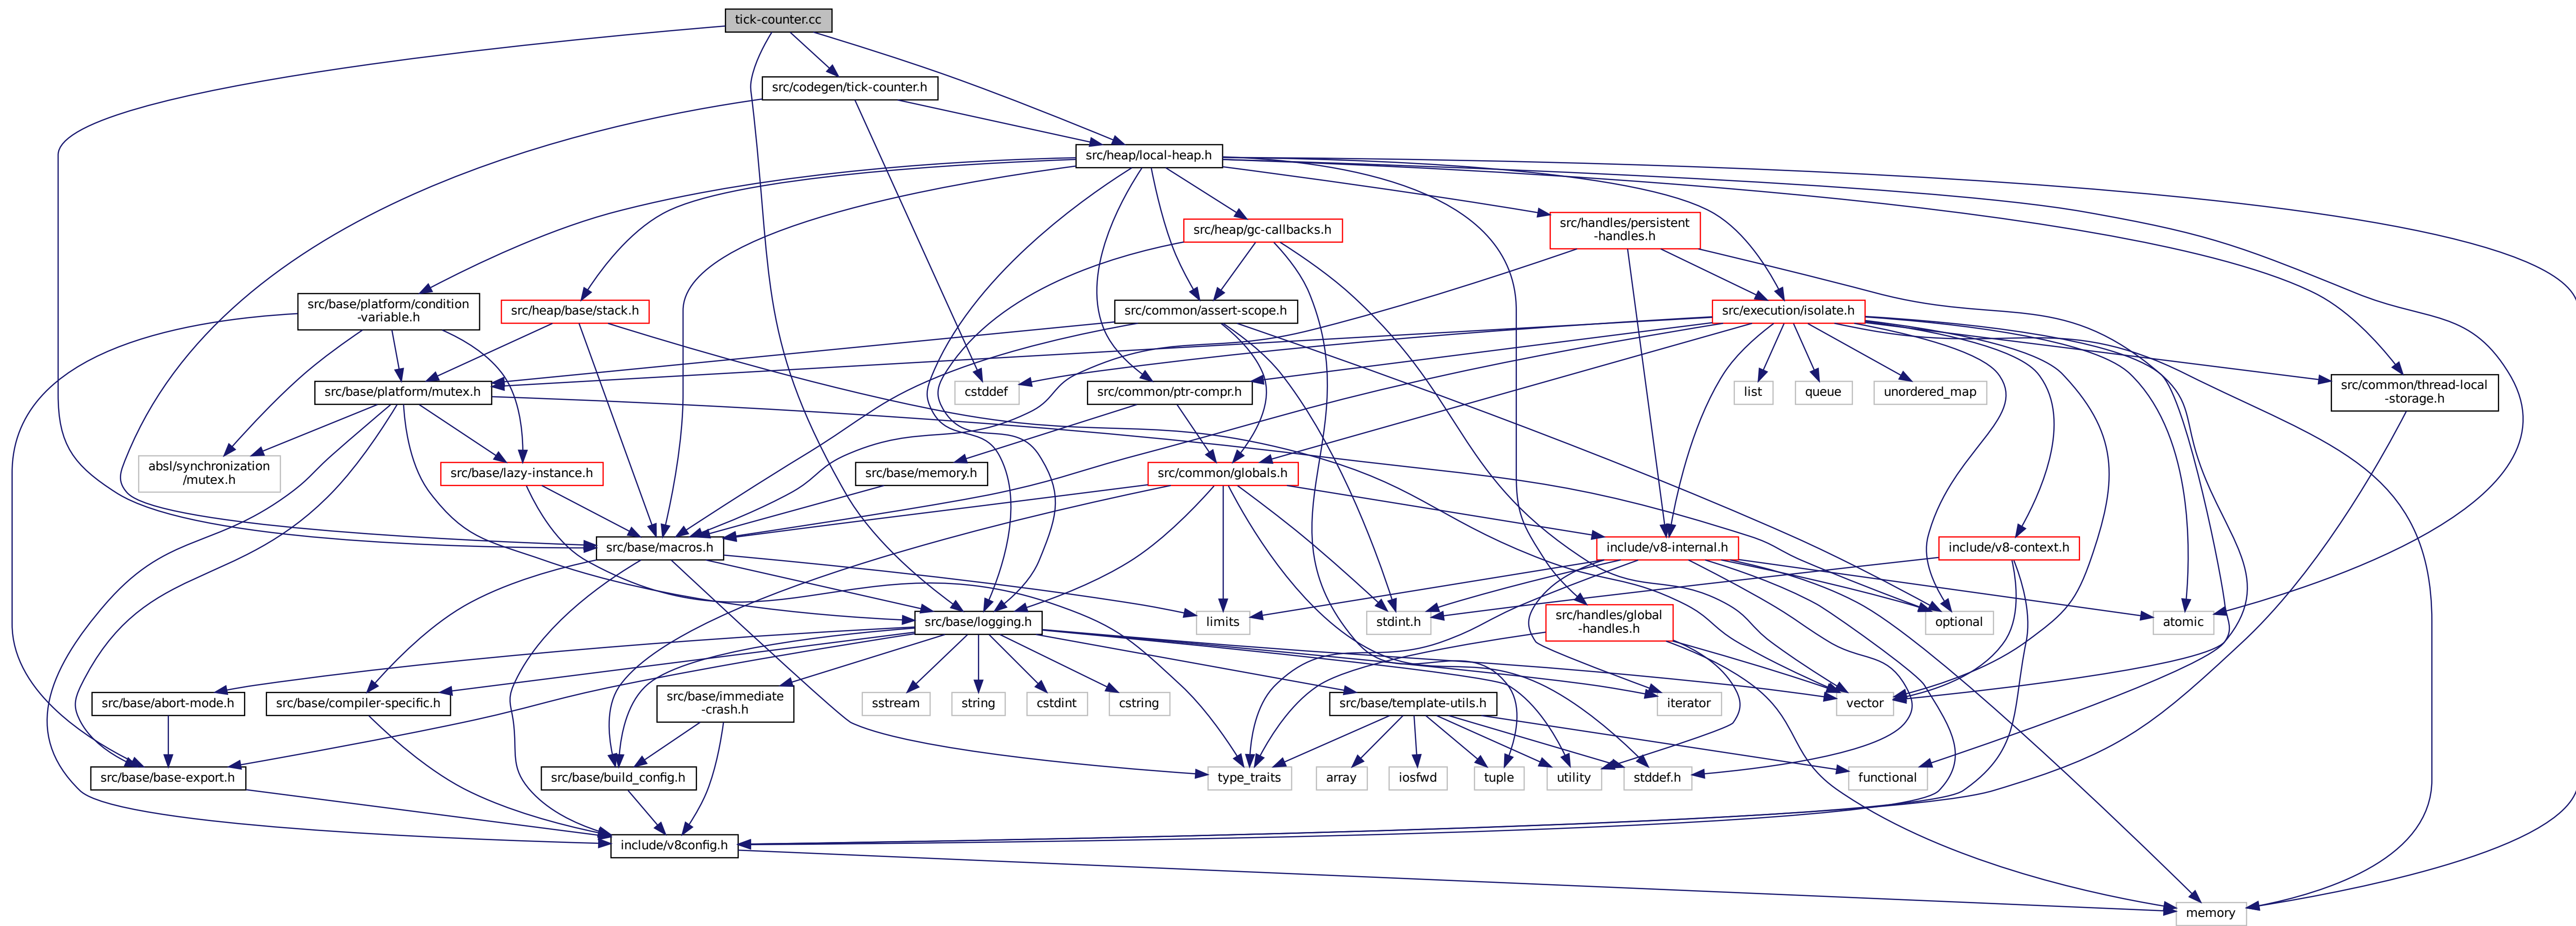 tick-counter.cc
src/codegen/tick-counter.h
src/heap/local-heap.h
src/heap/gc-callbacks.h
src/handles/persistent
-handles.h
src/base/platform/condition
-variable.h
src/heap/base/stack.h
src/common/assert-scope.h
src/execution/isolate.h
src/base/platform/mutex.h
cstddef
src/common/ptr-compr.h
list
queue
unordered_map
src/common/thread-local
-storage.h
absl/synchronization
/mutex.h
src/base/lazy-instance.h
src/base/memory.h
src/common/globals.h
src/base/macros.h
include/v8-internal.h
include/v8-context.h
src/base/logging.h
limits
stdint.h
src/handles/global
-handles.h
optional
atomic
src/base/abort-mode.h
src/base/compiler-specific.h
src/base/immediate
-crash.h
sstream
string
cstdint
cstring
src/base/template-utils.h
iterator
vector
src/base/base-export.h
src/base/build_config.h
type_traits
array
iosfwd
tuple
utility
stddef.h
functional
include/v8config.h
memory